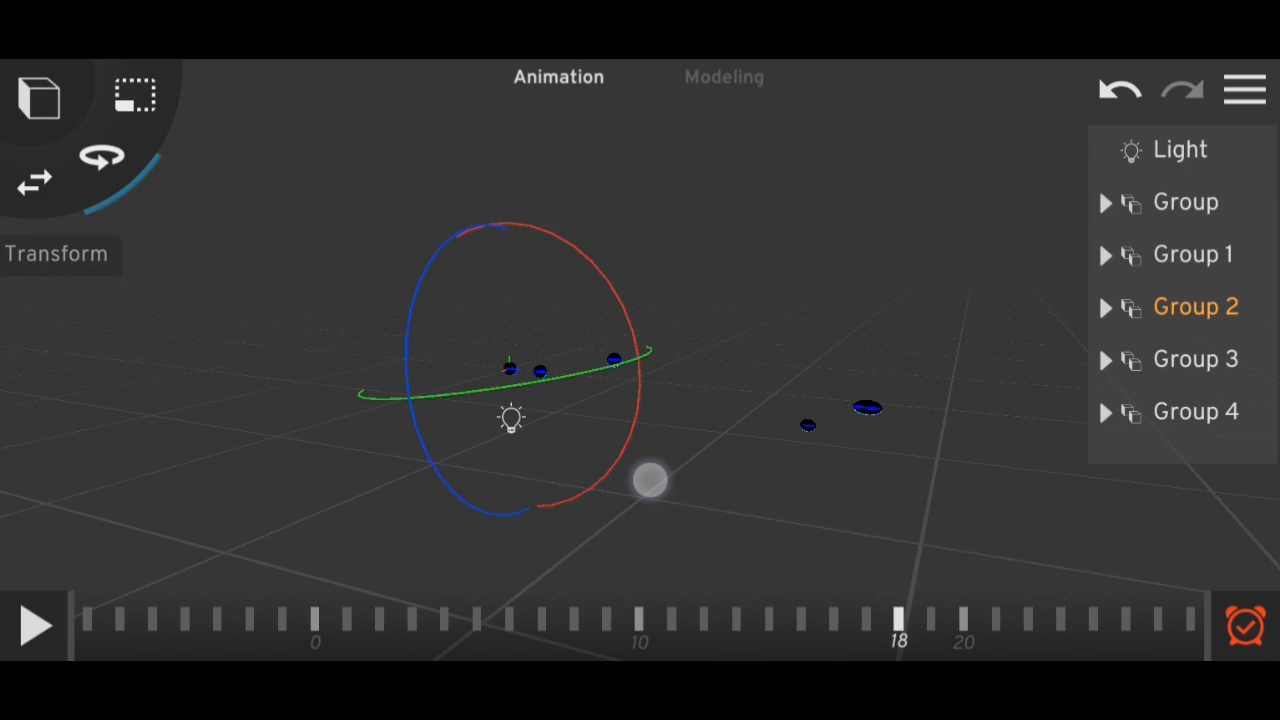 Animation
Modeling
Light
Group
Transform
Group 1
Group 2
Group 3
Group 4
0
10
18
20